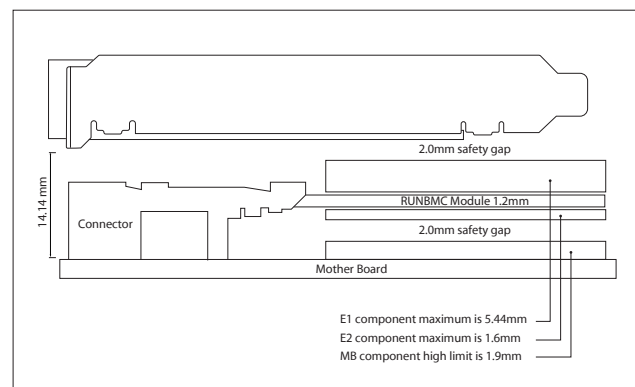 2.0mm safety gap
14.14 mm
RUNBMC Module 1.2mm
Connector
2.0mm safety gap
Mother Board
E1 component maximum is 5.44mm
E2 component maximum is 1.6mm
MB component high limit is 1.9mm